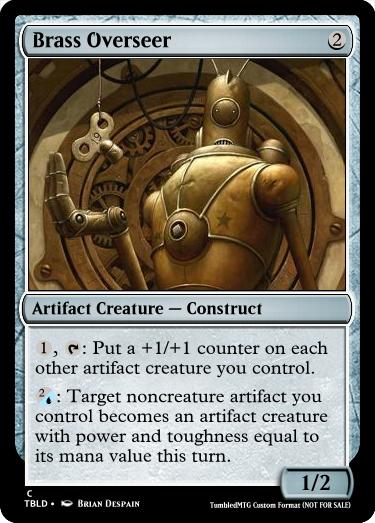 Brass Overseer 2
Artifact Creature — Construct
1, : Put a +1/+1 counter on each
other artifact creature you control.
2 : Target noncreature artifact you
control becomes an artifact creature
with power and toughness equal to
its mana value this turn.
1/2
C
TBLD • Brian Despain
TumbledMTG Custom Format (NOT FOR SALE)